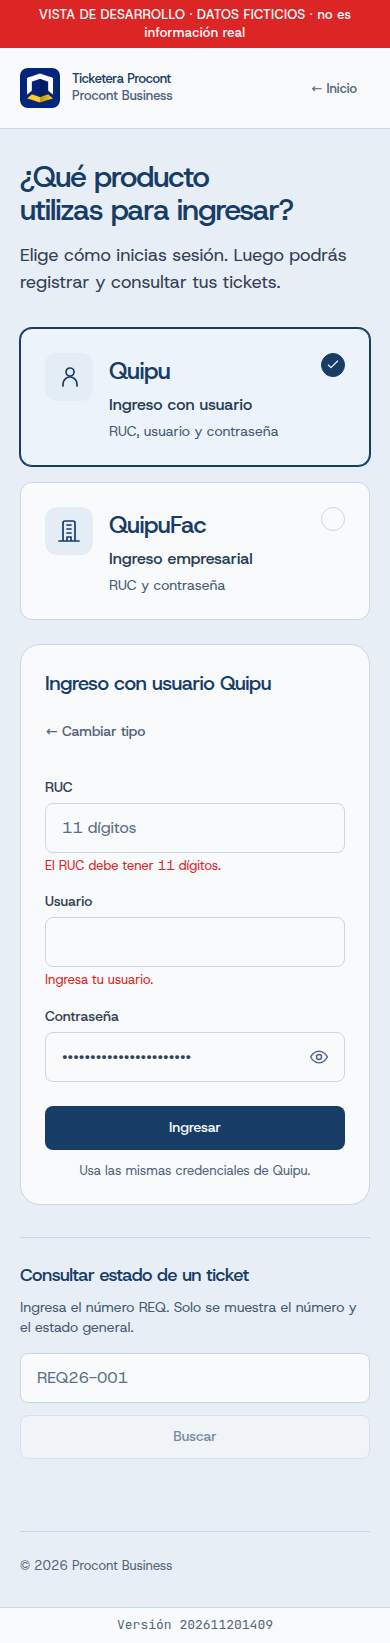 VISTA DE DESARROLLO · DATOS FICTICIOS · no es
información real
Ticketera Procont
Procont Business
← Inicio
¿Qué producto
utilizas para ingresar?
Elige cómo inicias sesión. Luego podrás
registrar y consultar tus tickets.
Quipu
Ingreso con usuario
RUC, usuario y contraseña
QuipuFac
Ingreso empresarial
RUC y contraseña
Ingreso con usuario Quipu
← Cambiar tipo
RUC
11 dígitos
El RUC debe tener 11 dígitos.
Usuario
Ingresa tu usuario.
Contraseña
••••••••••••••••••••••••
Ingresar
Usa las mismas credenciales de Quipu.
Consultar estado de un ticket
Ingresa el número REQ. Solo se muestra el número y
el estado general.
REQ26-001
Buscar
© 2026 Procont Business
Versión 202611201409